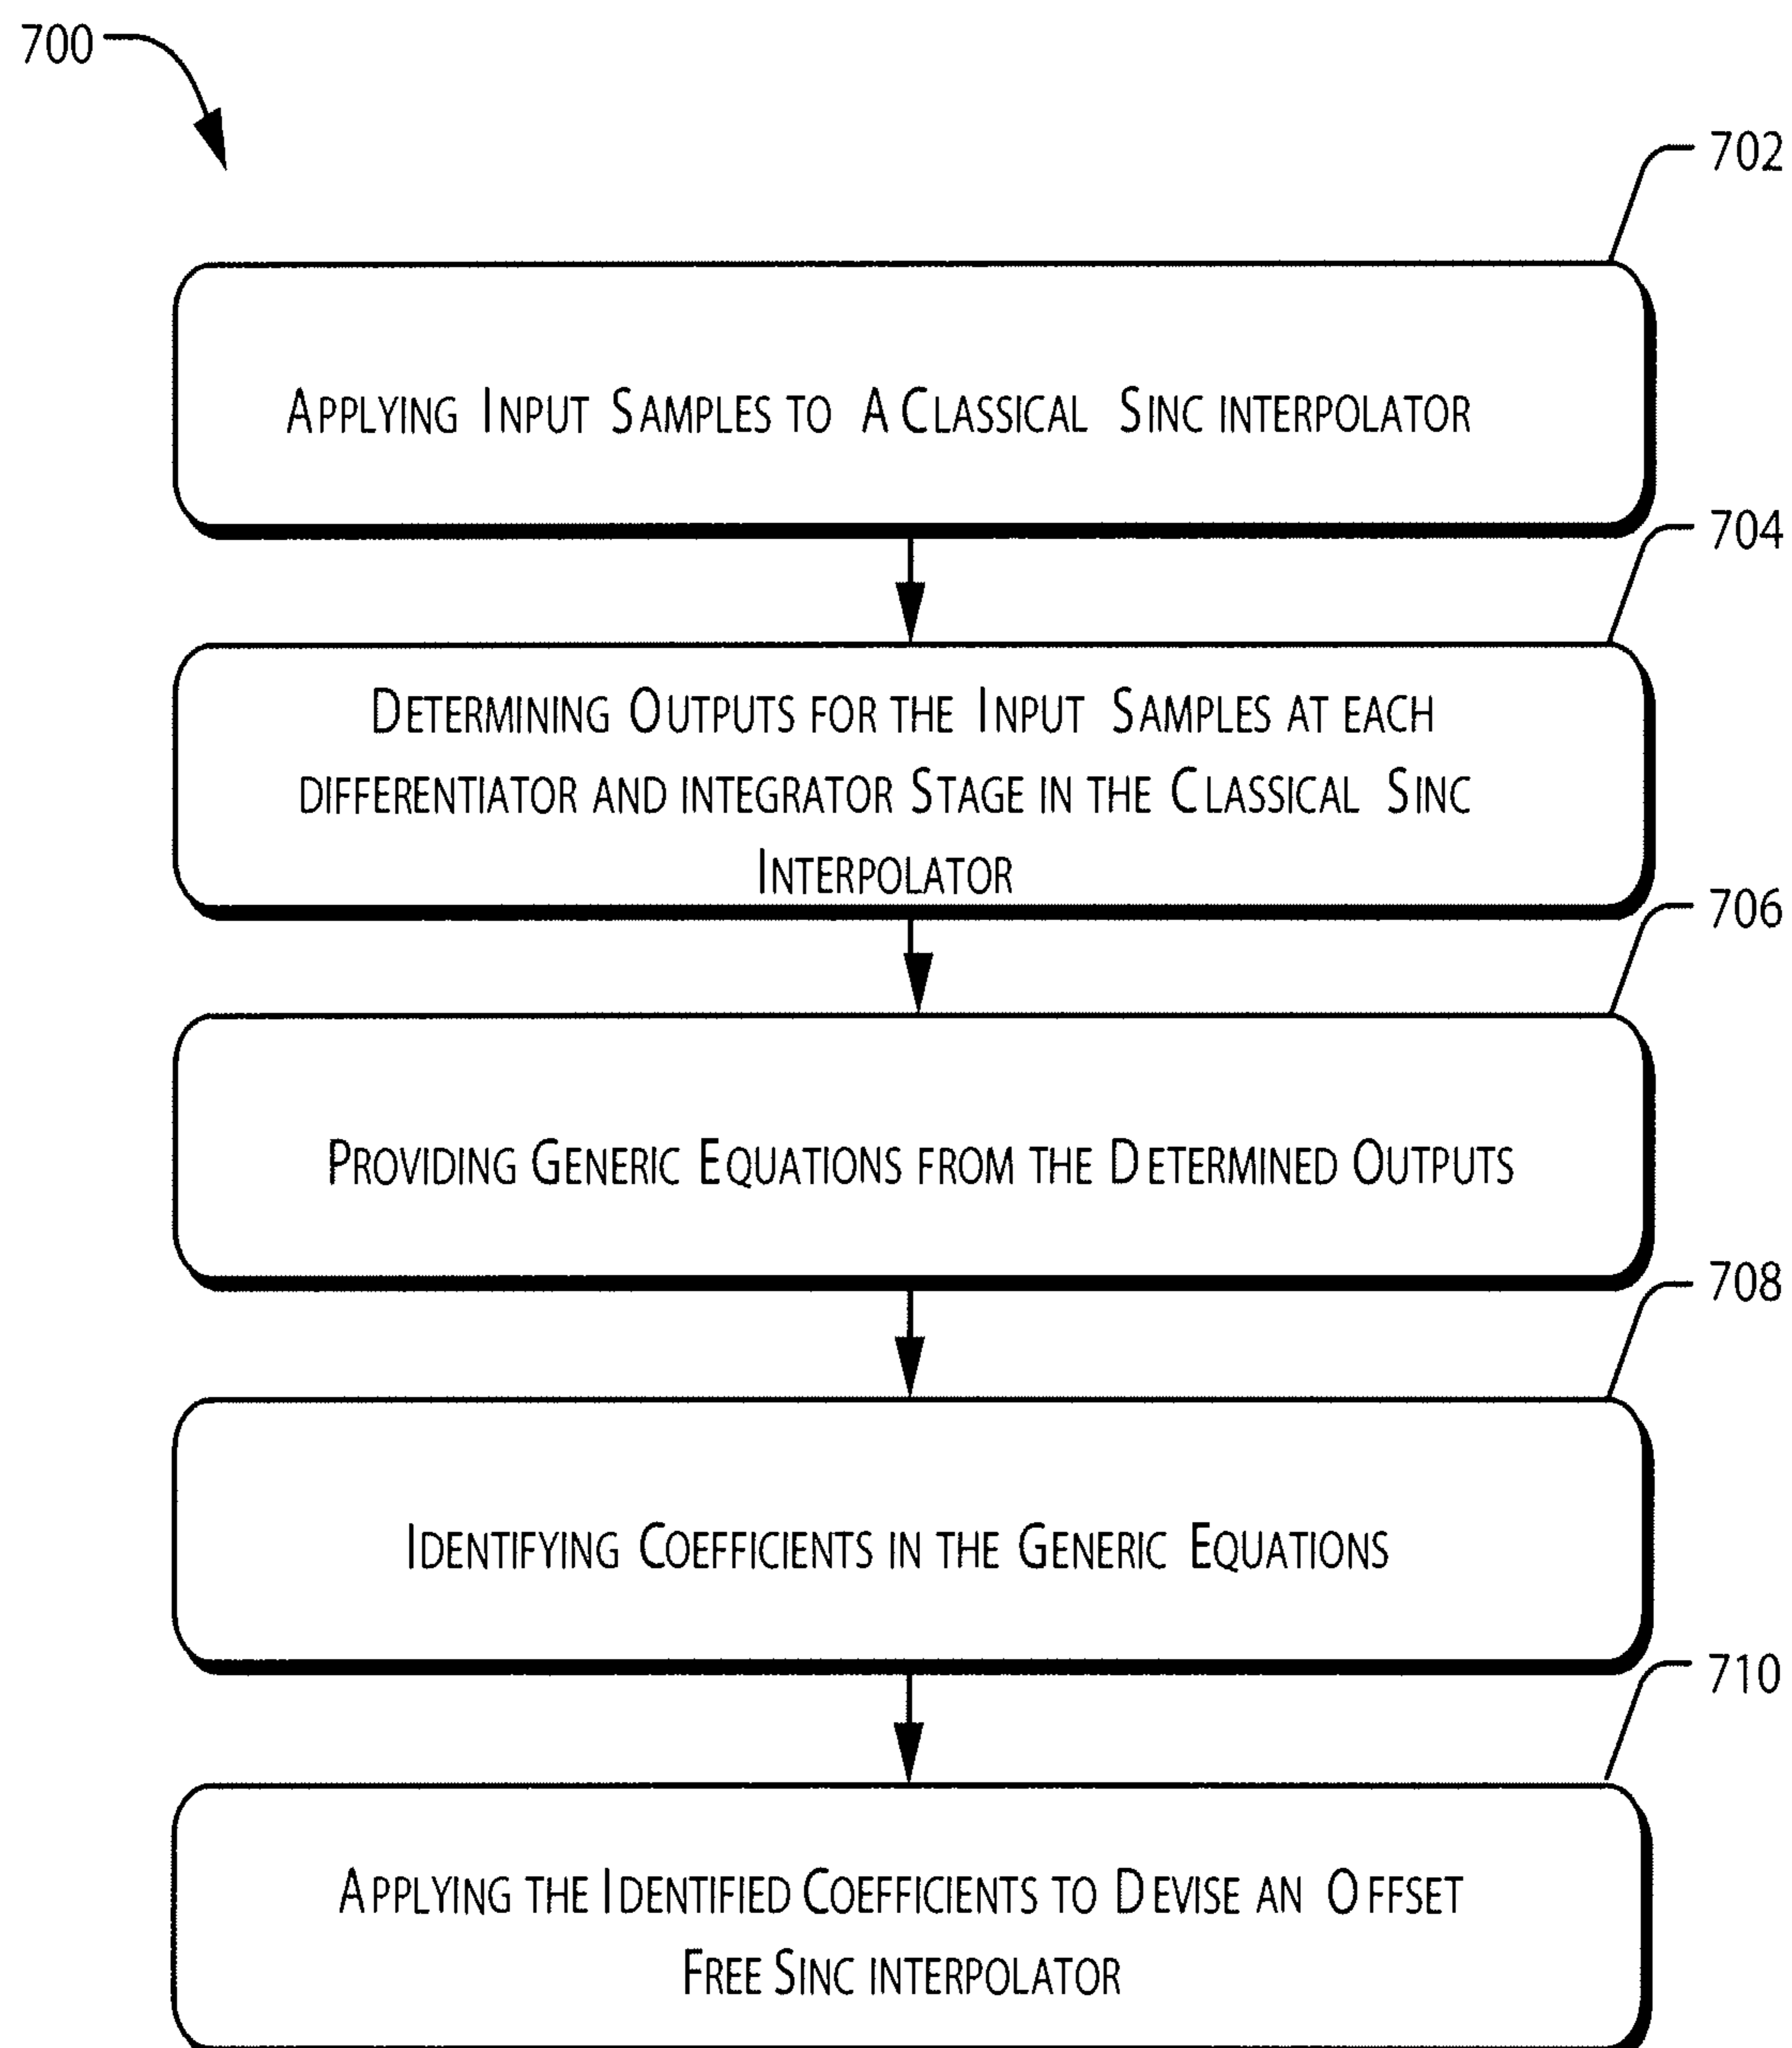 700
702
APPLYING INPUT SAMPLES TO A CLASSICAL SINC INTERPOLATOR
704
DETERMINING OUTPUTS FOR THE INPUT SAMPLES AT EACH
DIFFERENTIATOR AND INTEGRATOR STAGE IN THE CLASSICAL SINC
INTERPOLATOR
706
PROVIDING GENERIC EQUATIONS FROM THE DETERMINED OUTPUTS
708
IDENTIFYING COEFFICIENTS IN THE GENERIC EQUATIONS
710
APPLYING THE IDENTIFIED COEFFICIENTS TO DEVISE AN OFFSET
FREE SINC INTERPOLATOR